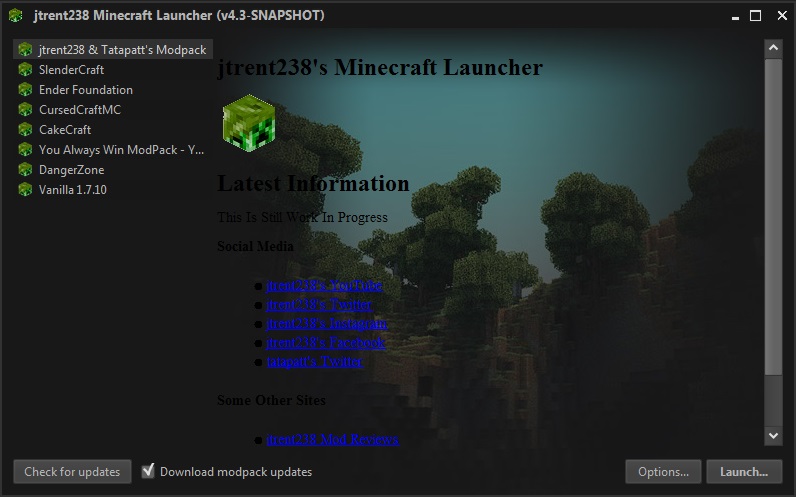 jtrent238 Minecraft Launcher (v4.3-SNAPSHOT)
jtrent238 & Tatapatt's Modpack
SlenderCraft
Ender Foundation
CursedCraftMC
CakeCraft
You Always Win ModPack - Y...
DangerZone
Vanilla 1.7.10
jtrent238's Minecraft Launcher
Latest Information
This Is Still Work In Progress
Social Media
jtrent238's YouTube
jtrent238's Twitter
jtrent238's Instagram
jtrent238's FaceBook
tatapatt's Twitter
Some Other Sites
jtrent238 Mod Reviews
Check for updates
Download modpack updates
Options...
Launch...